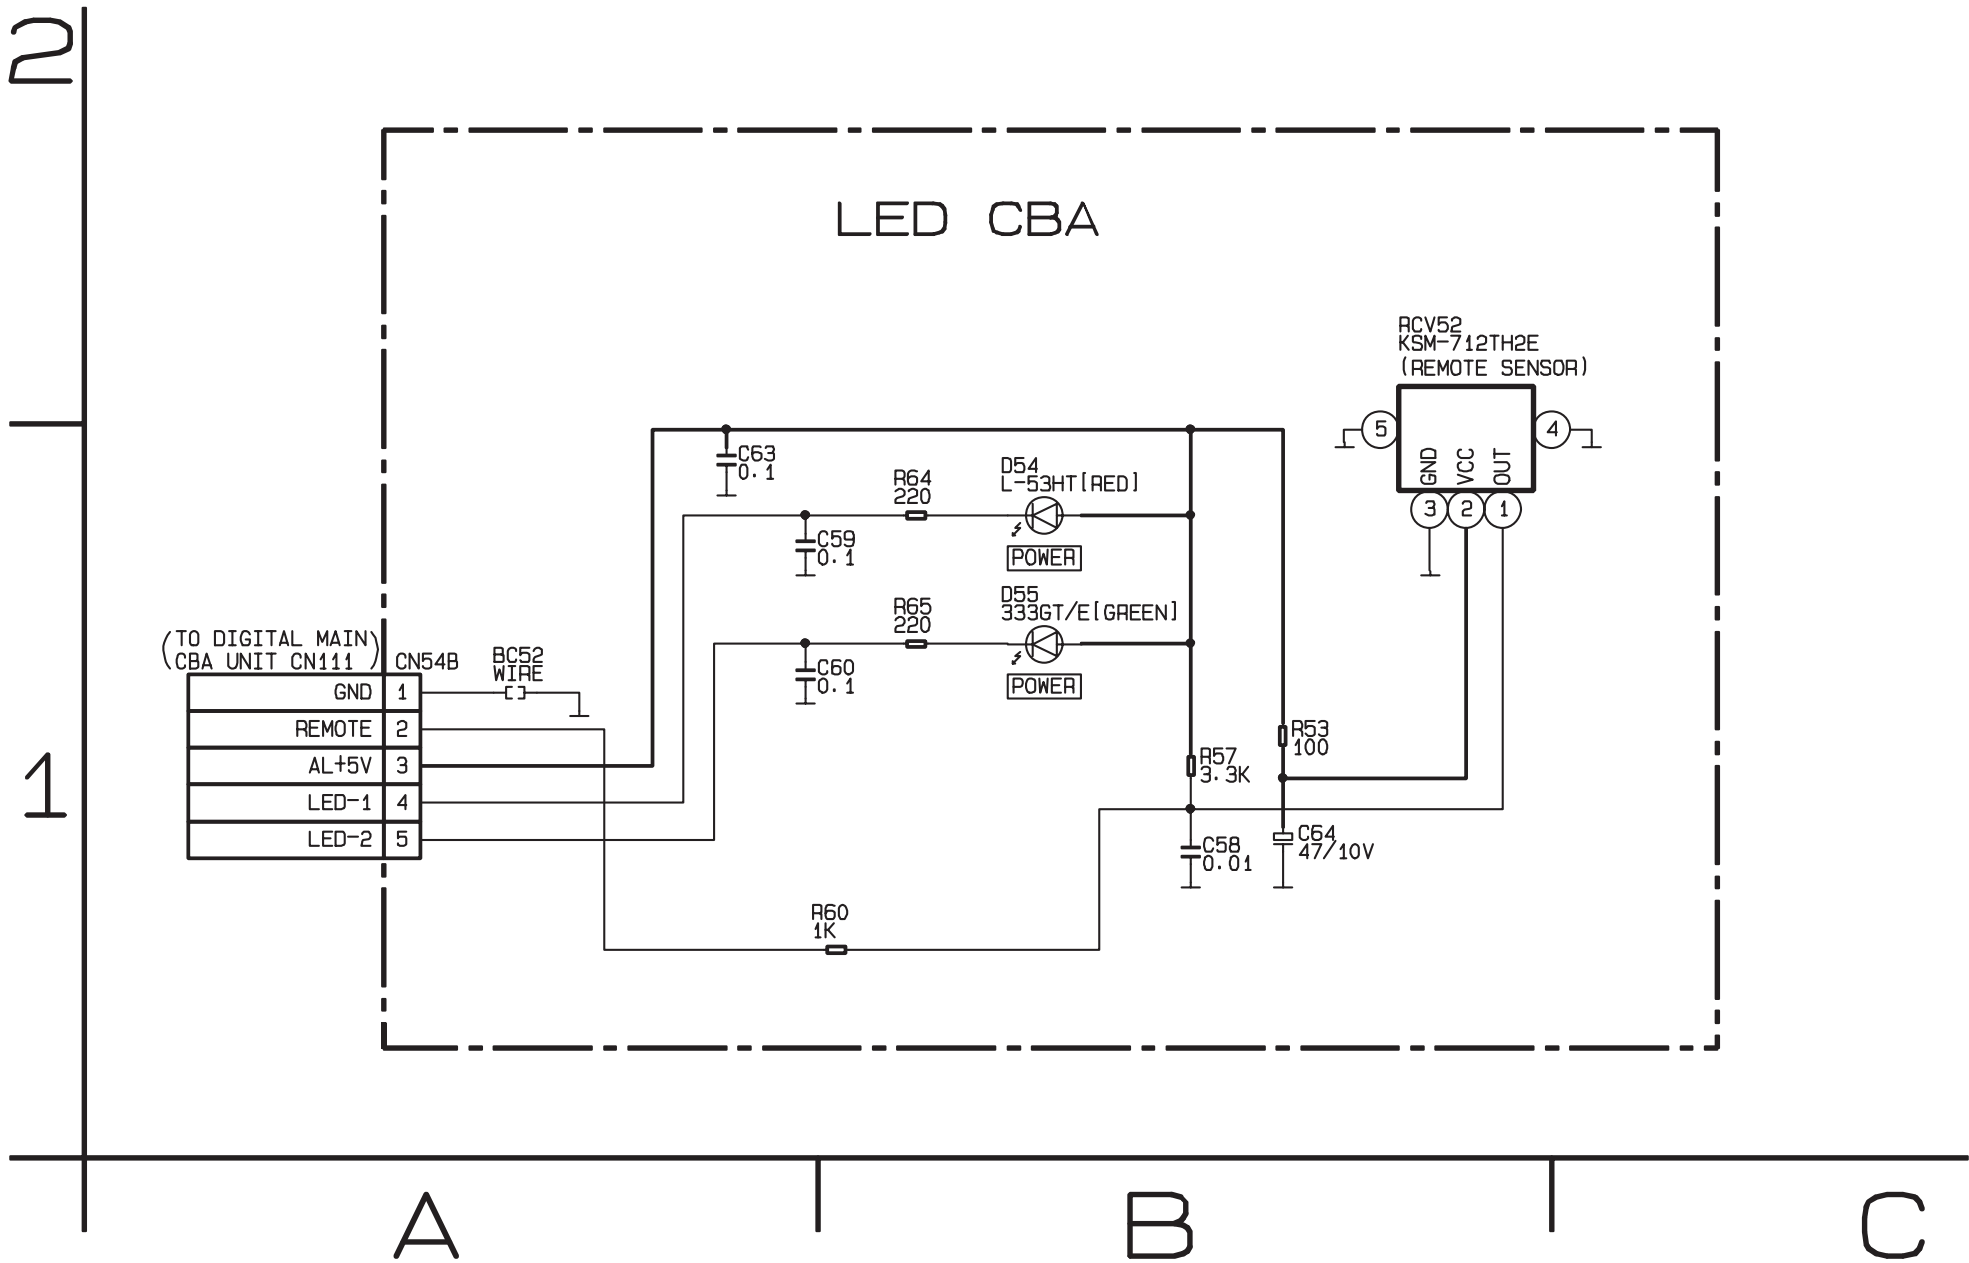 2
LED CBA
RCV52
KSM-712TH2E
(REMOTE SENSOR)
5
4
GND
VCC
OUT
3
2
1
C63
0.1
R64
220
D54
L-53HT[RED]
C59
0.1
POWER
R65
220
D55
333GT/E[GREEN]
C60
0.1
POWER
(TO DIGITAL MAIN
CBA UNIT CN111)
CN54B
BC52
WIRE
GND 1
REMOTE 2
AL+5V 3
LED-1 4
LED-2 5
R53
100
R57
3.3K
1
C58
0.01
C64
47/10V
R60
1K
A
B
C